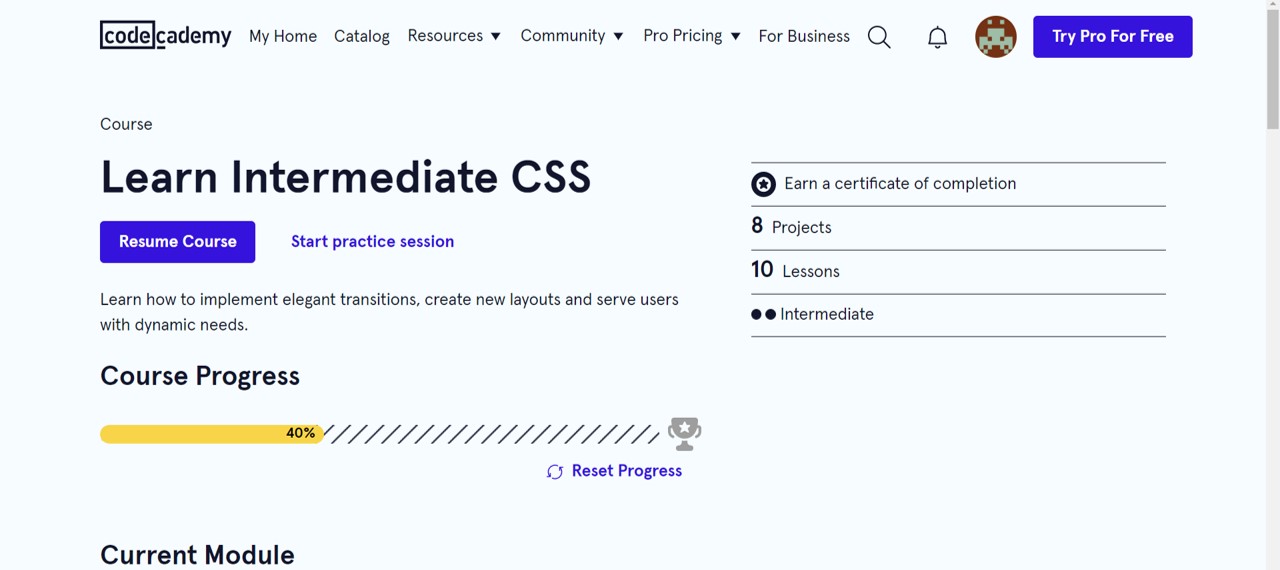 codecademy My Home Catalog Resources Community Pro Pricing For Business Try Pro For Free
Course
Learn Intermediate CSS
Resume Course Start practice session
Learn how to implement elegant transitions, create new layouts and serve users
with dynamic needs.
Course Progress
40%
Reset Progress
Current Module
Earn a certificate of completion
8 Projects
10 Lessons
Intermediate